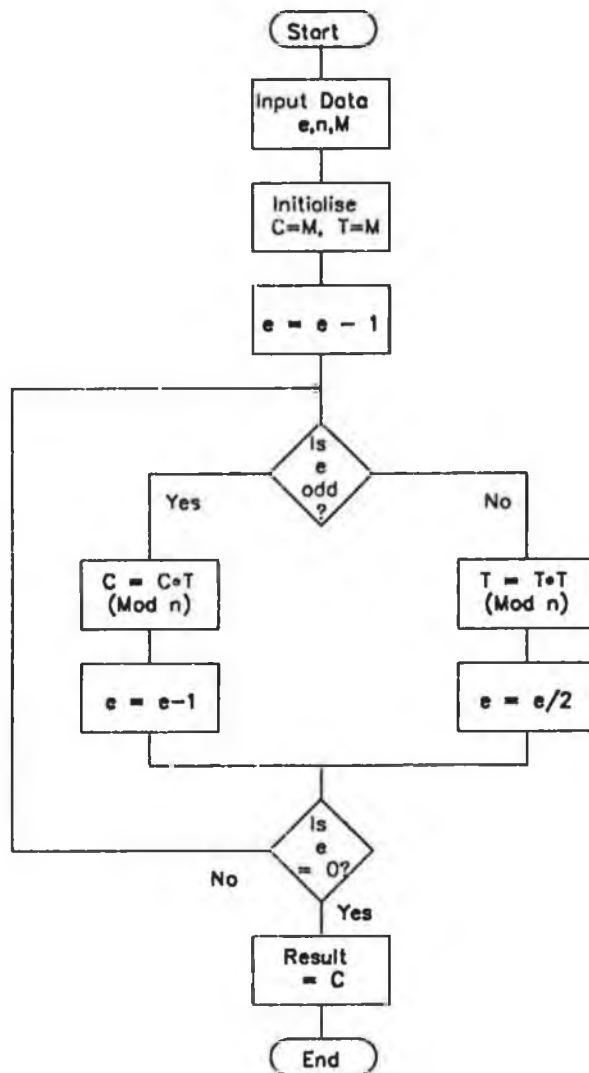 Start
Input Data
e,n,M
Initialise
C=M, T=M
e = e - 1
Is
e
odd
?
Yes
No
C = C*T
(Mod n)
T = T*T
(Mod n)
e = e-1
e = e/2
Is
e
= 0?
No
Yes
Result
= C
End